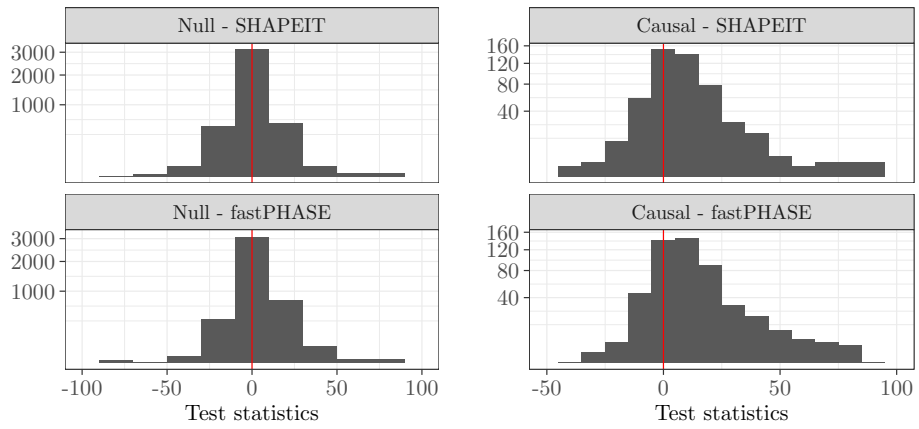 Null - SHAPEIT
Causal - SHAPEIT
3000
2000
1000
160
120
80
40
Null - fastPHASE
Causal - fastPHASE
3000
2000
1000
160
120
80
40
-100 -50 0 50 100
-50 0 50 100
Test statistics
Test statistics